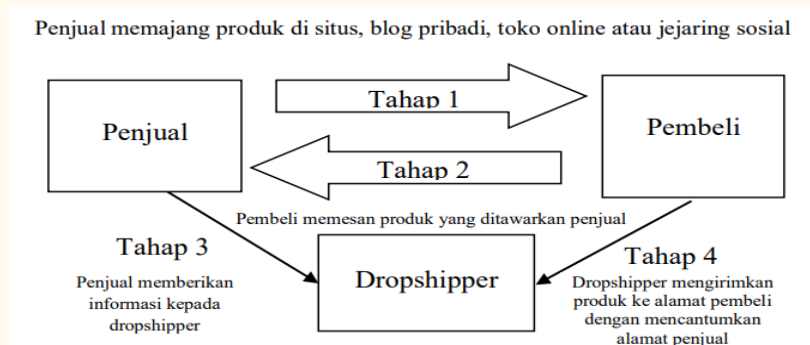 Penjual memajang produk di situs, blog pribadi, toko online atau jejaring sosial
Tahap 1
Penjual
Pembeli
Tahap 2
Pembeli memesan produk yang ditawarkan penjual
Tahap 3
Penjual memberikan
informasi kepada
dropshipper
Dropshipper
Tahap 4
Dropshipper mengirimkan
produk ke alamat pembeli
dengan mencantumkan
alamat penjual